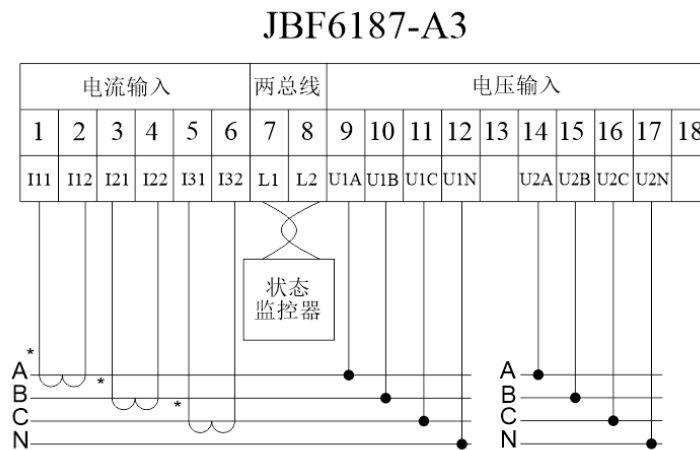 JBF6187-A3
电流输入 两总线 电压输入
1 2 3 4 5 6 7 8 9 10 11 12 13 14 15 16 17 18
I11 I12 I21 I22 I31 I32 L1 L2 U1A U1B U1C U1N U2A U2B U2C U2N
状态
监控器
*
A * A
B * B
C C
N N